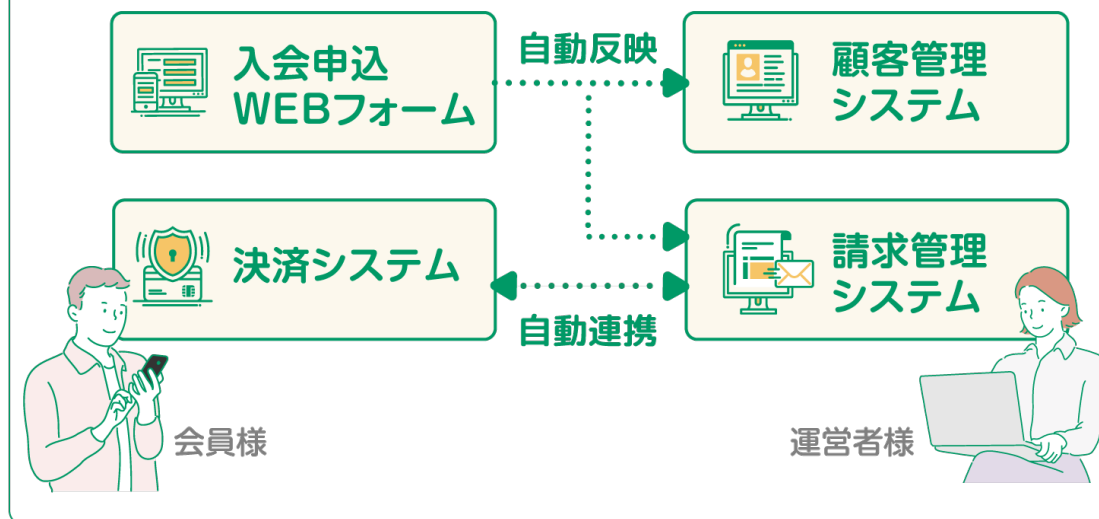 入会申込
WEBフォーム
自動反映
顧客管理
システム
決済システム
自動連携
請求管理
システム
会員様
運営者様